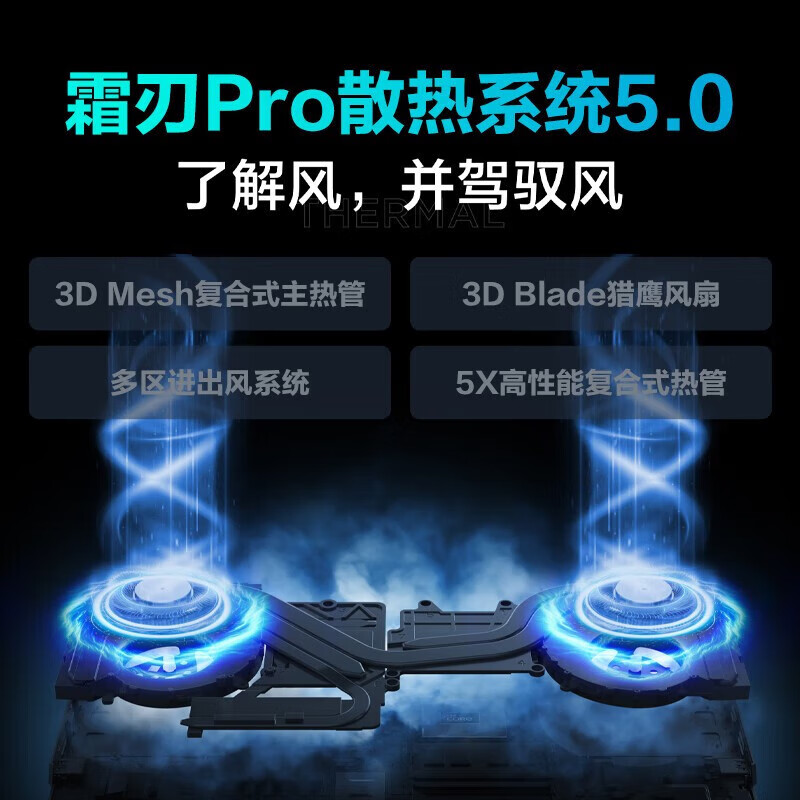 霜刃Pro散热系统5.0
了解风，并驾驭风
THERMAL
3D Mesh复合式主热管
3D Blade猎鹰风扇
多区进出风系统
5X高性能复合式热管